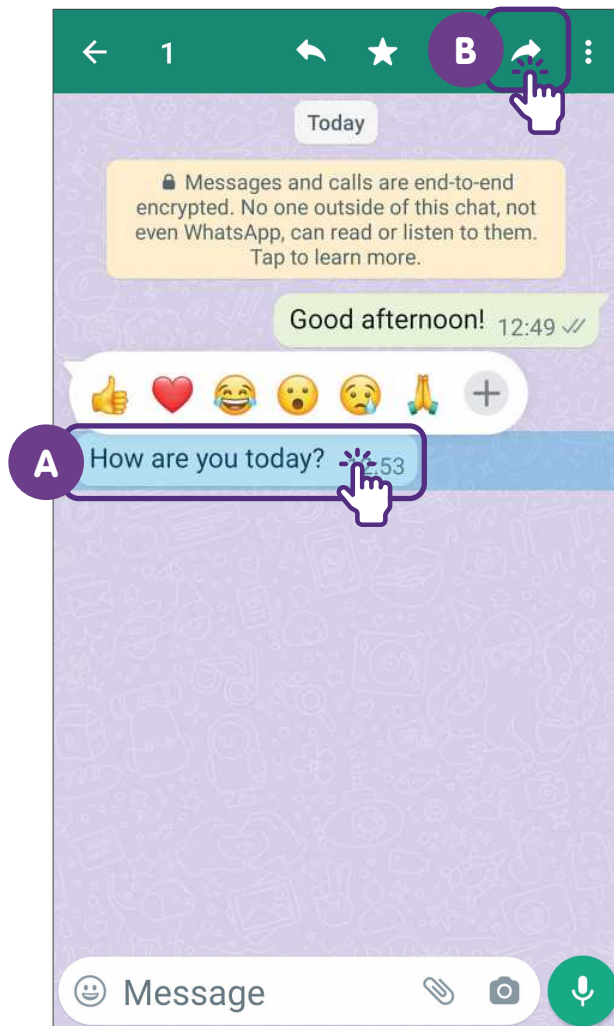 1
B
Today
Messages and calls are end-to-end
encrypted. No one outside of this chat, not
even WhatsApp, can read or listen to them.
Tap to learn more.
Good afternoon! 12:49
A
How are you today? 12:53
Message